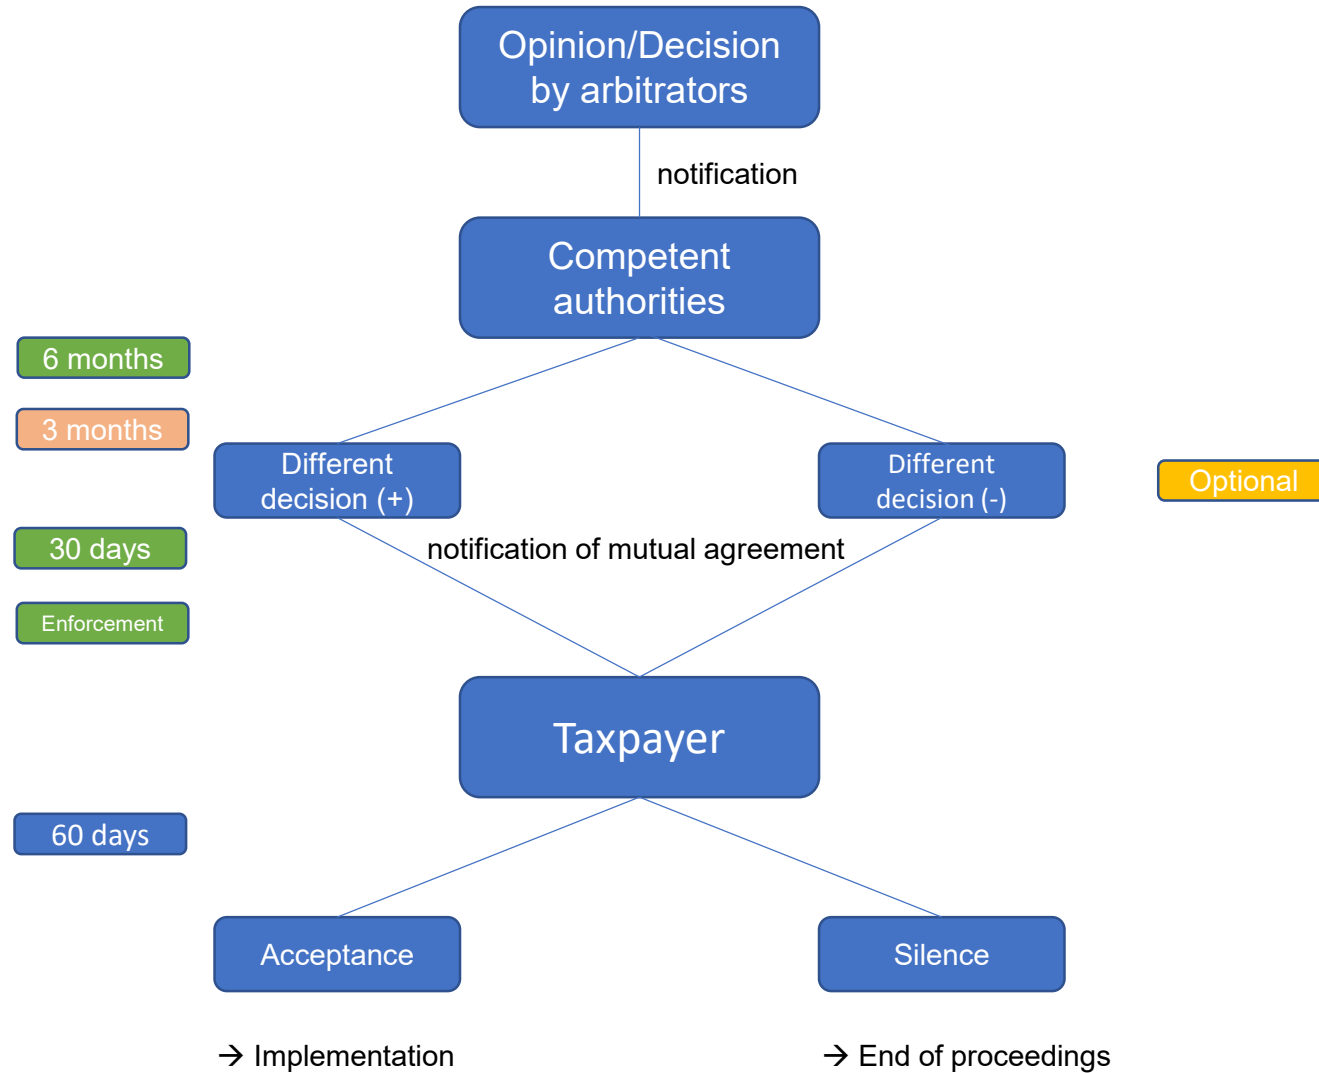 Opinion/Decision
by arbitrators
notification
Competent
authorities
6 months
3 months
Different
decision (+)
Different
decision (-)
Optional
30 days
notification of mutual agreement
Enforcement
Taxpayer
60 days
Acceptance
Silence
→ Implementation
→ End of proceedings